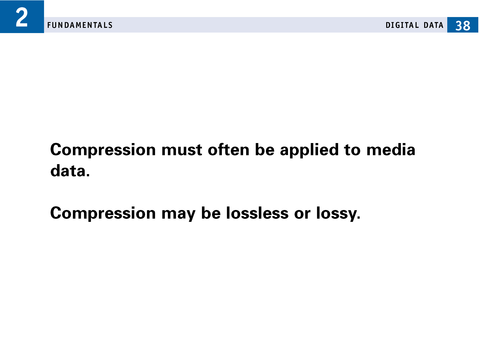 2 FUNDAMENTALS DIGITAL DATA 38
Compression must often be applied to media
data.
Compression may be lossless or lossy.